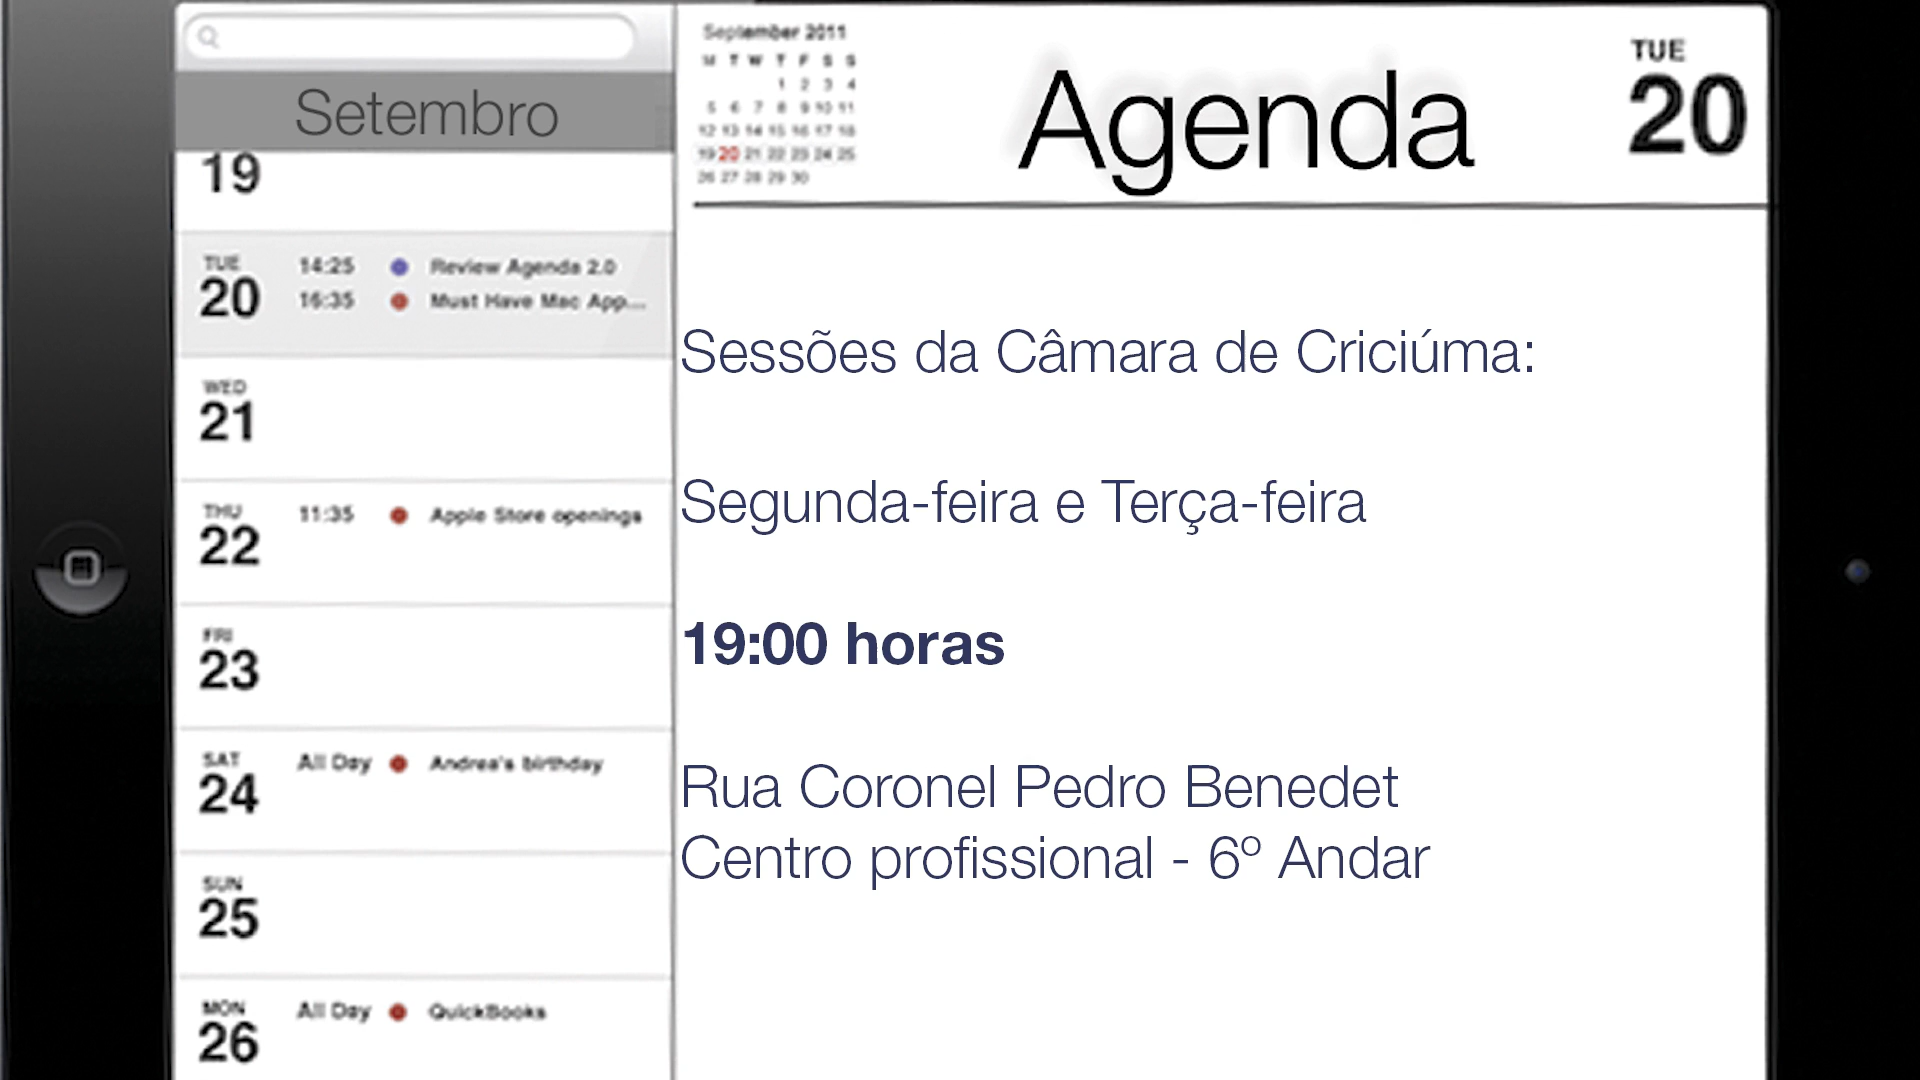 Setembro
19
TUE
20
14:25 Review Agenda 2.0
16:35 Must Have Mac App...
WED
21
THU
22
11:35 Apple Store openings
FRI
23
SAT
24
All Day Andrea's birthday
SUN
25
MON
26
All Day QuickBooks
September 2011
M T W T F S S
1 2 3 4
5 6 7 8 9 10 11
12 13 14 15 16 17 18
19 20 21 22 23 24 25
26 27 28 29 30
Agenda
TUE
20
Sessões da Câmara de Criciúma:
Segunda-feira e Terça-feira
19:00 horas
Rua Coronel Pedro Benedet
Centro profissional - 6º Andar